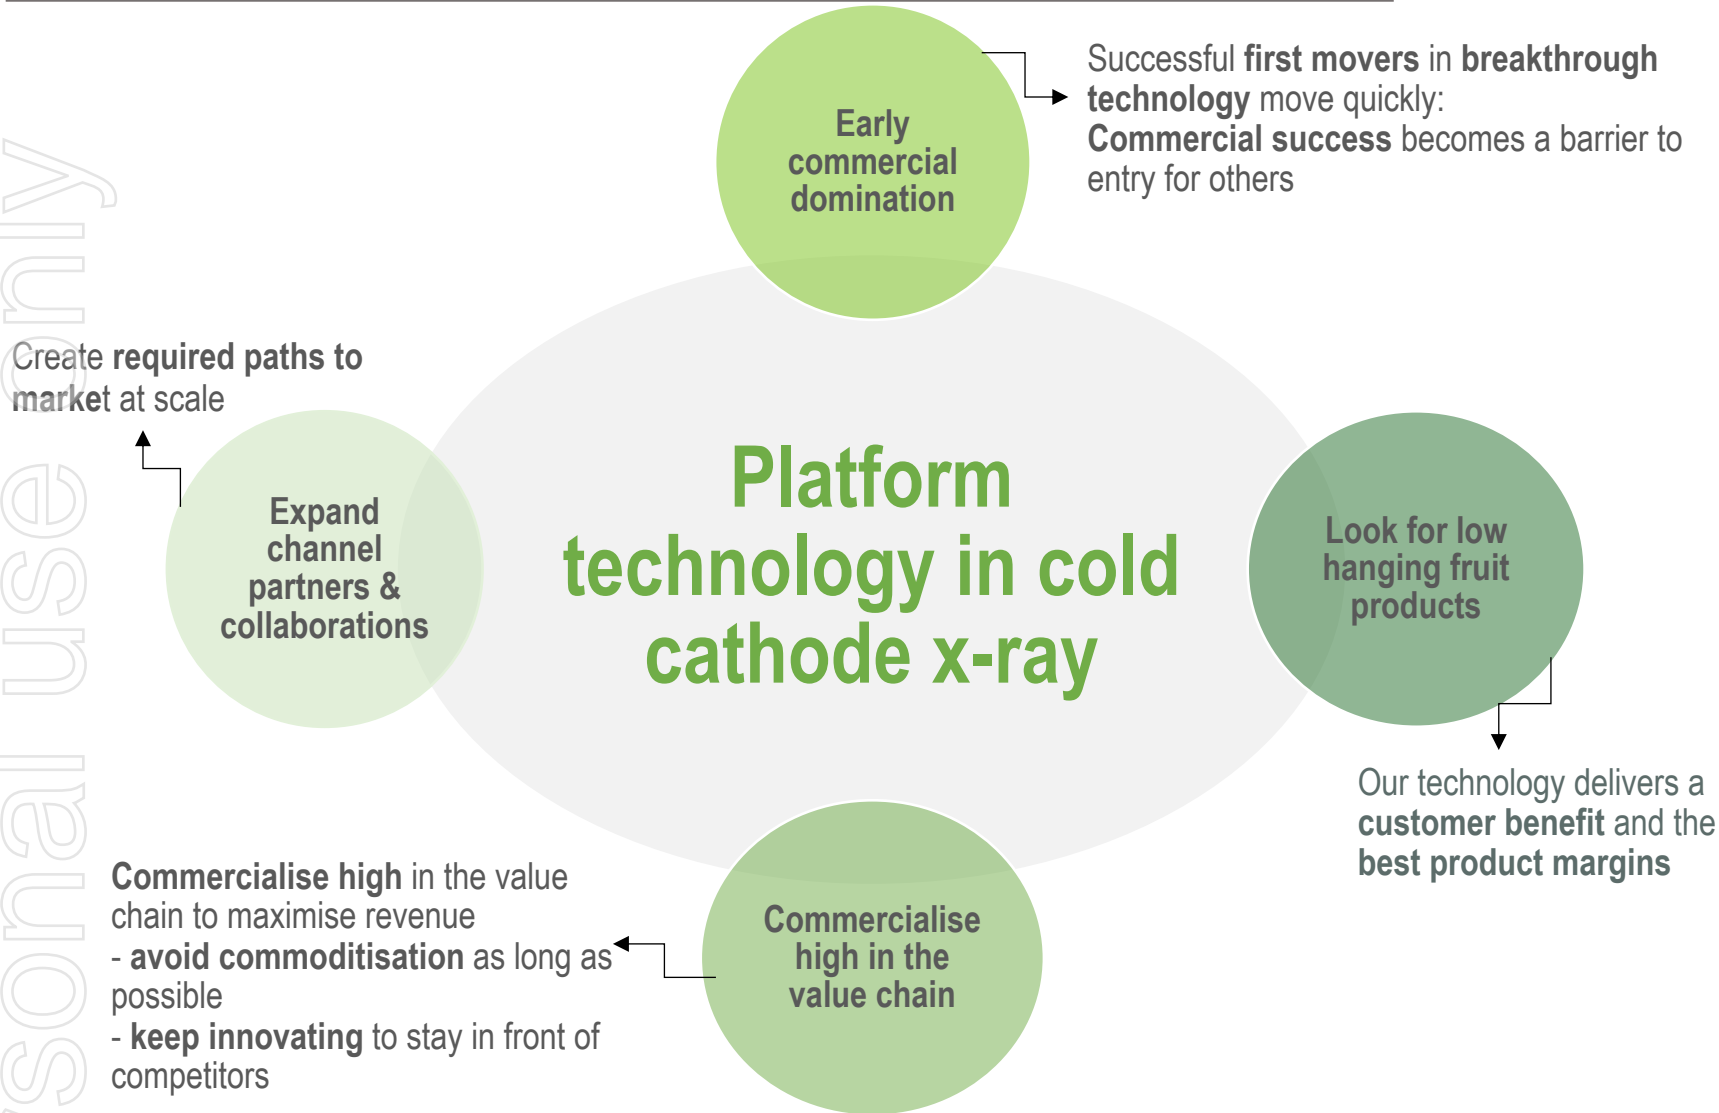 Early
commercial
domination
Successful first movers in breakthrough
technology move quickly:
Commercial success becomes a barrier to
entry for others
Create required paths to
market at scale
Expand
channel
partners &
collaborations
Platform
technology in cold
cathode x-ray
Look for low
hanging fruit
products
Our technology delivers a
customer benefit and the
best product margins
Commercialise high in the value
chain to maximise revenue
- avoid commoditisation as long as
possible
- keep innovating to stay in front of
competitors
Commercialise
high in the
value chain
rsonal use only